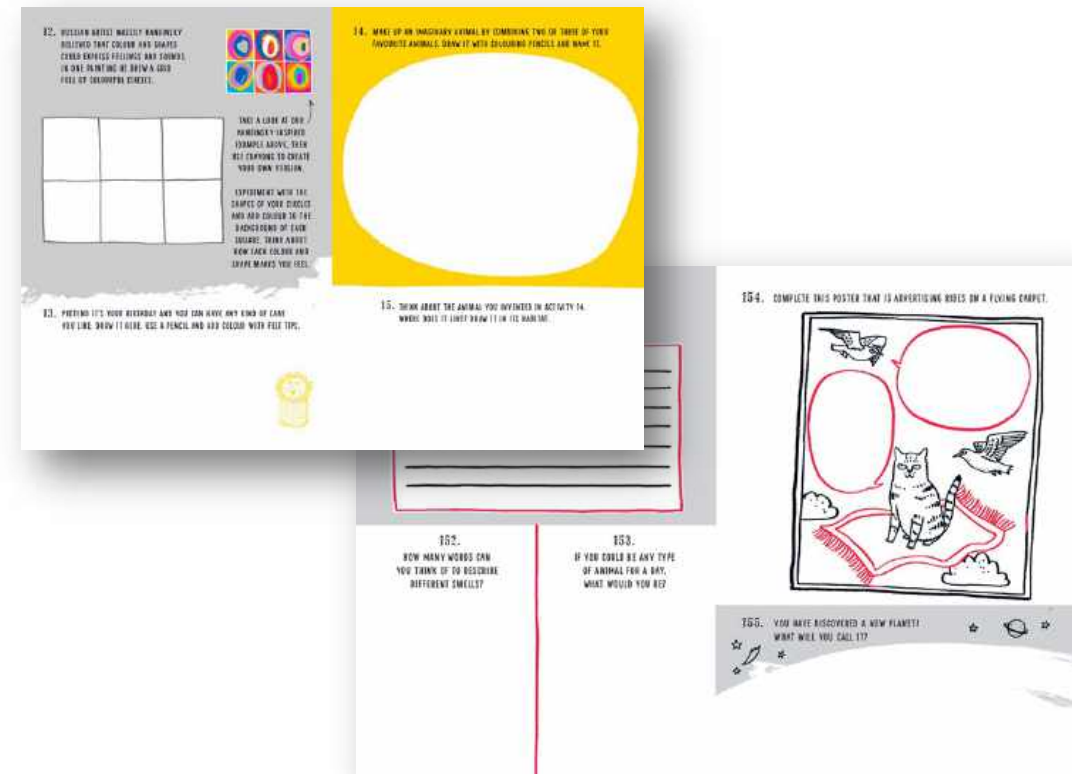 12. RUSSIAN ARTIST WASSILY KANDINSKY
BELIEVED THAT COLOUR AND SHAPES
COULD EXPRESS FEELINGS AND SOUNDS.
IN ONE PAINTING HE DREW A GRID
FULL OF COLOURFUL CIRCLES.
TAKE A LOOK AT OUR
KANDINSKY-INSPIRED
EXAMPLE ABOVE, THEN
USE CRAYONS TO CREATE
YOUR OWN VERSION.
EXPERIMENT WITH THE
SHAPES OF YOUR CIRCLES
AND ADD COLOUR TO THE
BACKGROUND OF EACH
SQUARE. THINK ABOUT
HOW EACH COLOUR AND
SHAPE MAKES YOU FEEL.
13. PRETEND IT'S YOUR BIRTHDAY AND YOU CAN HAVE ANY KIND OF CAKE
YOU LIKE. DRAW IT HERE. USE A PENCIL AND ADD COLOUR WITH FELT TIPS.
14. MAKE UP AN IMAGINARY ANIMAL BY COMBINING TWO OR THREE OF YOUR
FAVOURITE ANIMALS. DRAW IT WITH COLOURING PENCILS AND NAME IT.
15. THINK ABOUT THE ANIMAL YOU INVENTED IN ACTIVITY 14.
WHERE DOES IT LIVE? DRAW IT IN ITS HABITAT.
152.
HOW MANY WORDS CAN
YOU THINK OF TO DESCRIBE
DIFFERENT SMELLS?
153.
IF YOU COULD BE ANY TYPE
OF ANIMAL FOR A DAY,
WHAT WOULD YOU BE?
154. COMPLETE THIS POSTER THAT IS ADVERTISING RIDES ON A FLYING CARPET.
155. YOU HAVE DISCOVERED A NEW PLANET!
WHAT WILL YOU CALL IT?